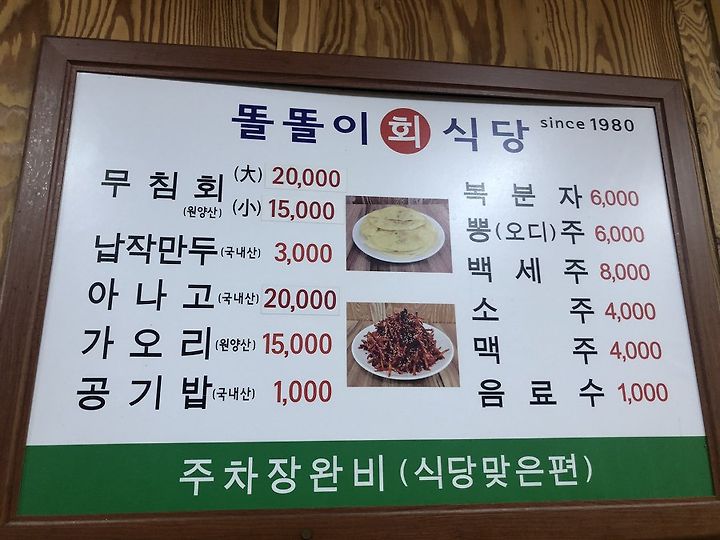 똘똘이 회 식당 since 1980
무침회 (大) 20,000
(원양산) (小) 15,000
납작만두 (국내산) 3,000
아나고 (국내산) 20,000
가오리 (원양산) 15,000
공기밥 (국내산) 1,000
복분자 6,000
뽕(오디)주 6,000
백세주 8,000
소주 4,000
맥주 4,000
음료수 1,000
주차장완비 (식당맞은편)